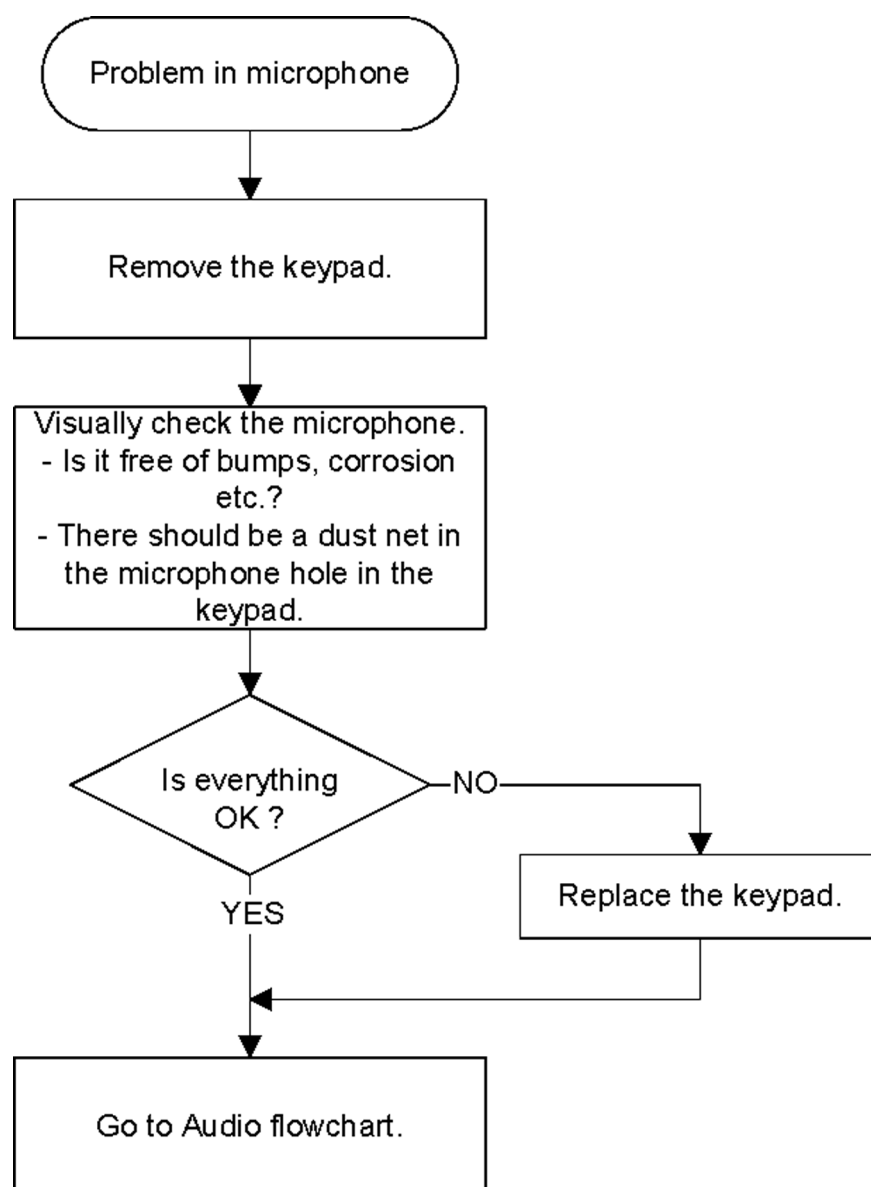 Problem in microphone
Remove the keypad.
Visually check the microphone.
- Is it free of bumps, corrosion
etc.?
- There should be a dust net in
the microphone hole in the
keypad.
Is everything
OK ?
NO
Replace the keypad.
YES
Go to Audio flowchart.